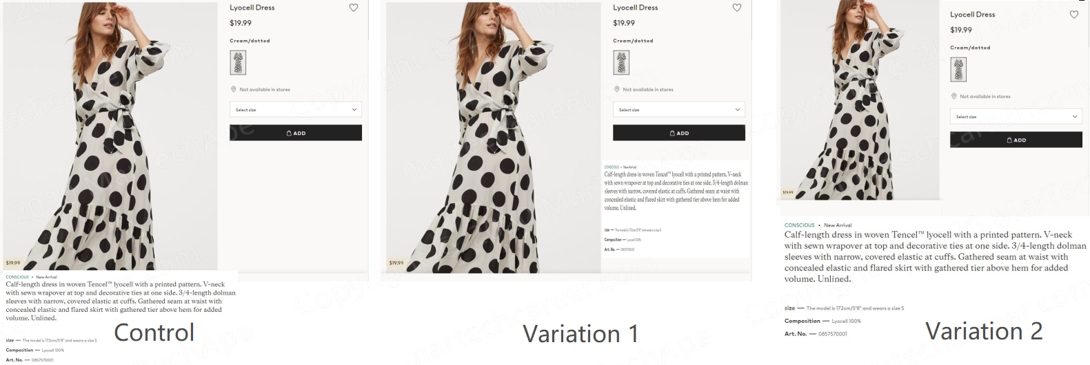 Lyocell Dress
$19.99
Cream/dotted
Not available in stores
Select size
ADD
$19.99
CONSCIOUS • New Arrival
Calf-length dress in woven Tencel™ lyocell with a printed pattern. V-neck
with sewn wrapover at top and decorative ties at one side. 3/4-length dolman
sleeves with narrow, covered elastic at cuffs. Gathered seam at waist with
concealed elastic and flared skirt with gathered tier above hem for added
volume. Unlined.
size — The model is 172cm/5'8" and wears a size S
Composition — Lyocell 100%
Art. No. — 0857570001
Control
Lyocell Dress
$19.99
Cream/dotted
Not available in stores
Select size
ADD
$19.99
CONSCIOUS • New Arrival
Calf-length dress in woven Tencel™ lyocell with a printed pattern. V-neck
with sewn wrapover at top and decorative ties at one side. 3/4-length dolman
sleeves with narrow, covered elastic at cuffs. Gathered seam at waist with
concealed elastic and flared skirt with gathered tier above hem for added
volume. Unlined.
size — The model is 172cm/5'8" and wears a size S
Composition — Lyocell 100%
Art. No. — 0857570001
Variation 1
Lyocell Dress
$19.99
Cream/dotted
Not available in stores
Select size
ADD
$19.99
CONSCIOUS • New Arrival
Calf-length dress in woven Tencel™ lyocell with a printed pattern. V-neck
with sewn wrapover at top and decorative ties at one side. 3/4-length dolman
sleeves with narrow, covered elastic at cuffs. Gathered seam at waist with
concealed elastic and flared skirt with gathered tier above hem for added
volume. Unlined.
size — The model is 172cm/5'8" and wears a size S
Composition — Lyocell 100%
Art. No. — 0857570001
Variation 2